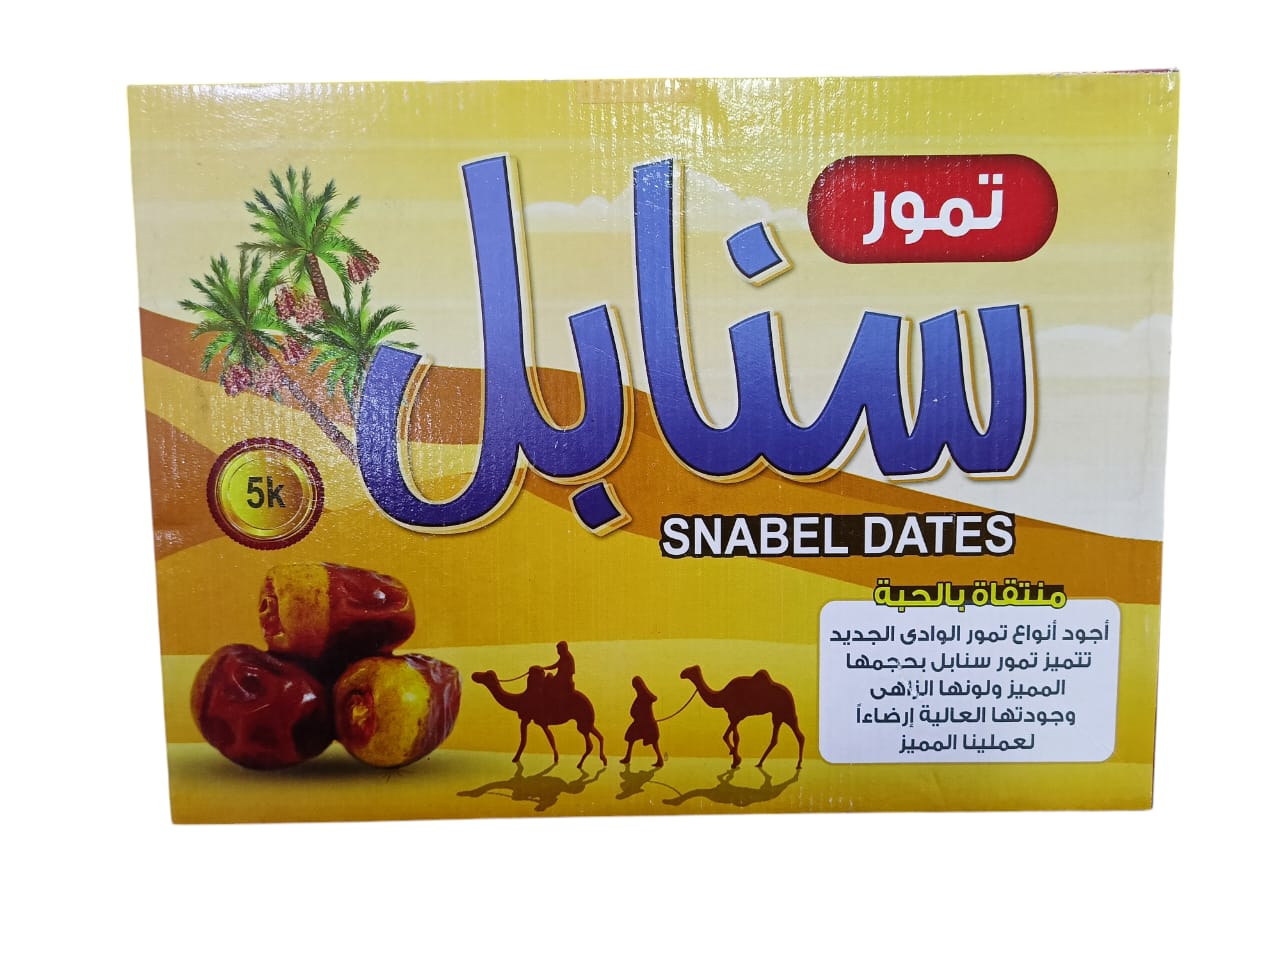 تمور
سنابل
5k
SNABEL DATES
منتقاة بالحبة
أجود أنواع تمور الوادى الجديد
تتميز تمور سنابل بحجمها
المميز ولونها الزاهى
وجودتها العالية إرضاءاً
لعملينا المميز